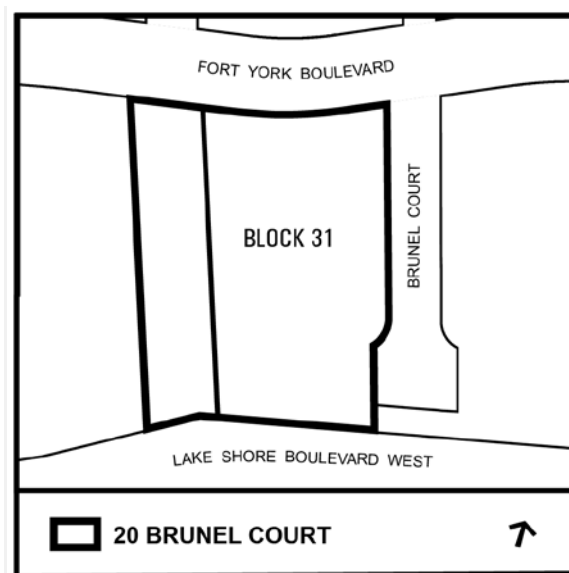 FORT YORK BOULEVARD
BLOCK 31
BRUNEL COURT
LAKE SHORE BOULEVARD WEST
20 BRUNEL COURT